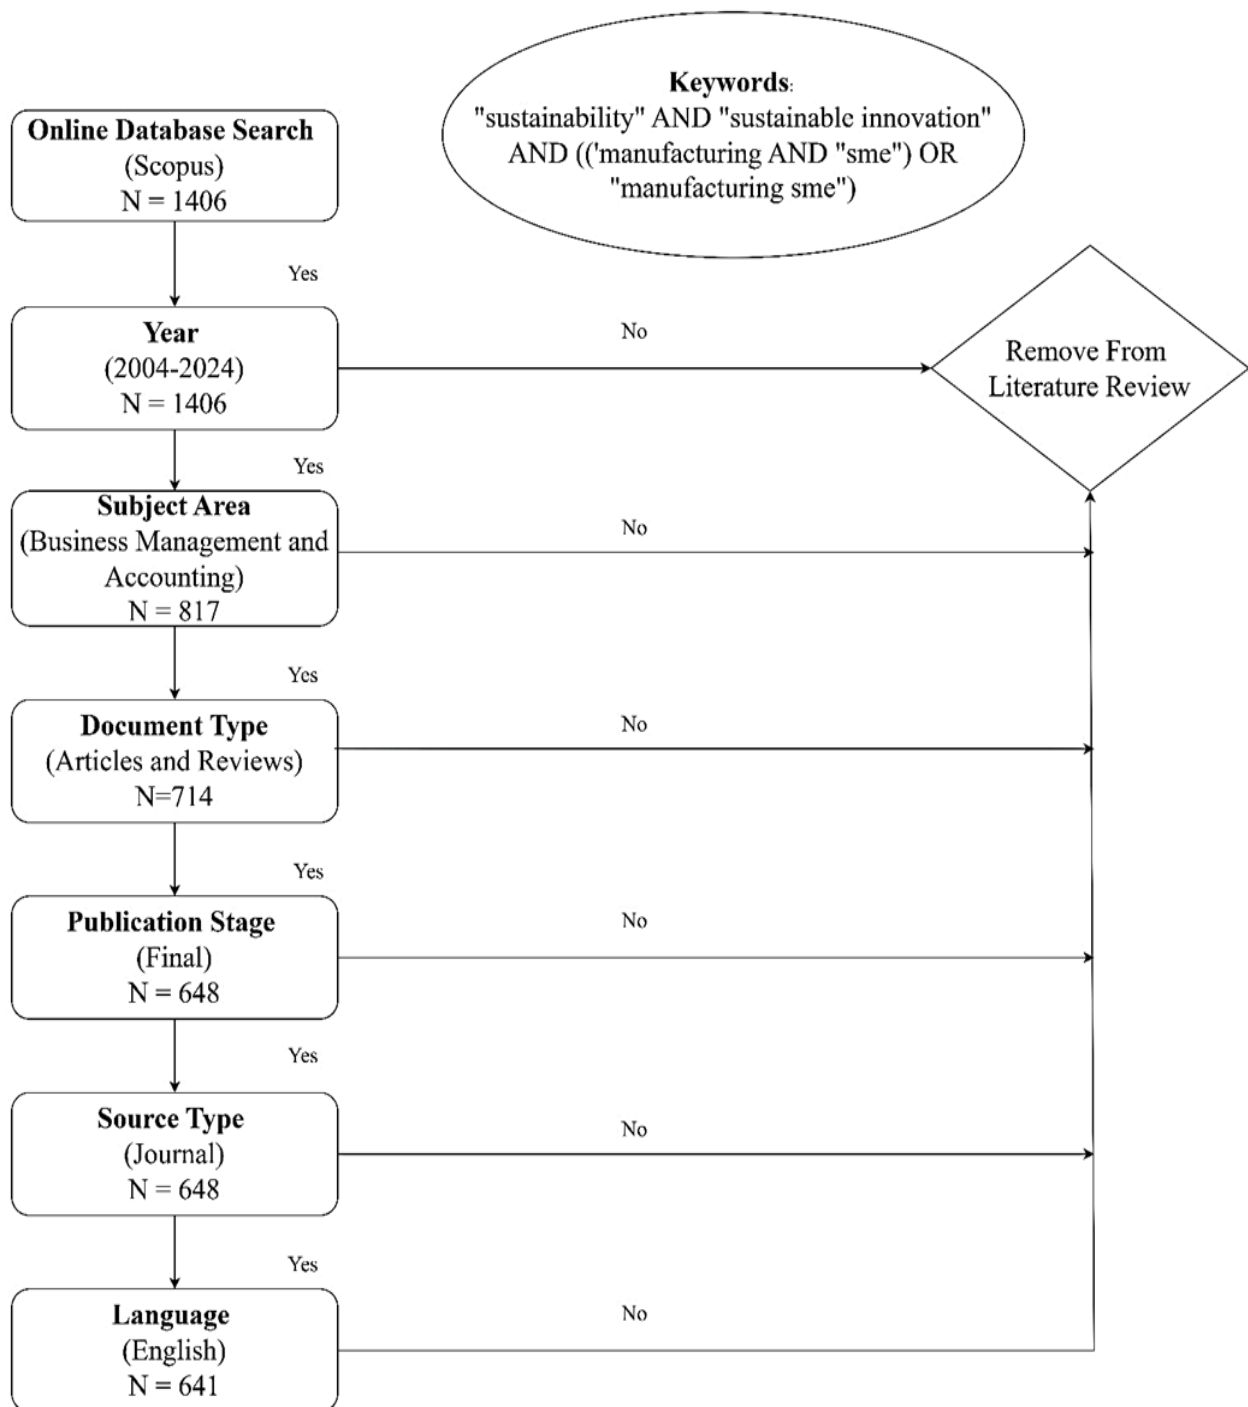 Keywords:
"sustainability" AND "sustainable innovation"
AND (('manufacturing AND "sme") OR
"manufacturing sme")
Online Database Search
(Scopus)
N = 1406
Yes
Year
(2004-2024)
N = 1406
No
Remove From
Literature Review
Yes
Subject Area
(Business Management and
Accounting)
N = 817
No
Yes
Document Type
(Articles and Reviews)
N=714
No
Yes
Publication Stage
(Final)
N = 648
No
Yes
Source Type
(Journal)
N = 648
No
Yes
Language
(English)
N = 641
No